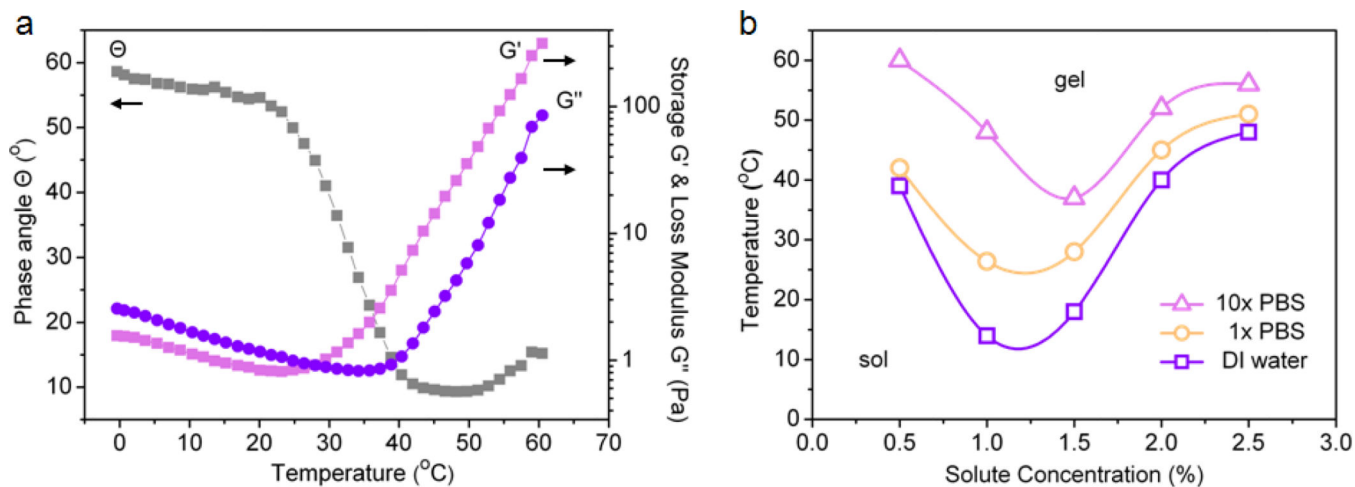 a
Θ
G'
G"
60
50
40
30
20
10
Phase angle Θ (°)
100
10
1
Storage G' & Loss Modulus G" (Pa)
0 10 20 30 40 50 60 70
Temperature (°C)
b
gel
sol
60
50
40
30
20
10
0
Temperature (°C)
10x PBS
1x PBS
DI water
0.0 0.5 1.0 1.5 2.0 2.5 3.0
Solute Concentration (%)